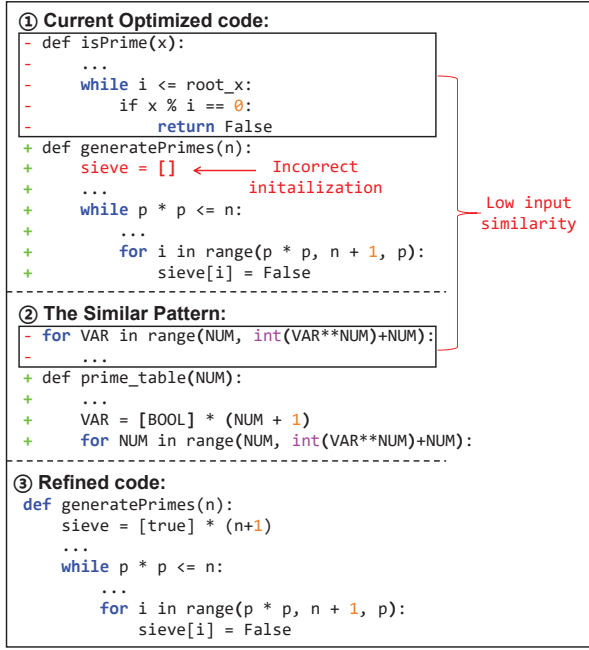 ① Current Optimized code:
- def isPrime(x):
-     ...
-     while i <= root_x:
-         if x % i == 0:
-             return False
+ def generatePrimes(n):
+     sieve = []
Incorrect
initailization
+     ...
+     while p * p <= n:
+         ...
+         for i in range(p * p, n + 1, p):
+             sieve[i] = False
Low input
similarity
② The Similar Pattern:
- for VAR in range(NUM, int(VAR**NUM)+NUM):
-     ...
+ def prime_table(NUM):
+     ...
+     VAR = [BOOL] * (NUM + 1)
+     for NUM in range(NUM, int(VAR**NUM)+NUM):
③ Refined code:
def generatePrimes(n):
    sieve = [true] * (n+1)
    ...
    while p * p <= n:
        ...
        for i in range(p * p, n + 1, p):
            sieve[i] = False